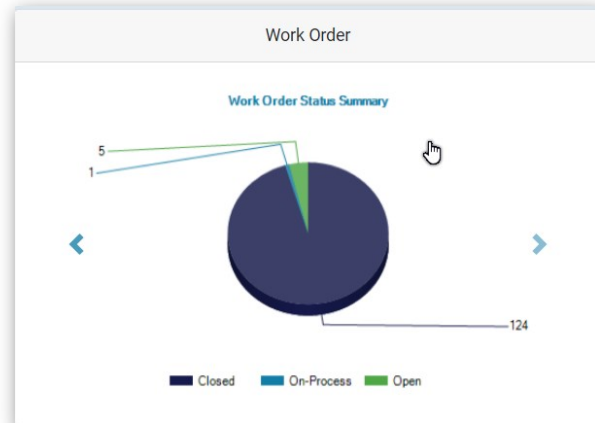 Work Order
Work Order Status Summary
5
1
124
Closed On-Process Open